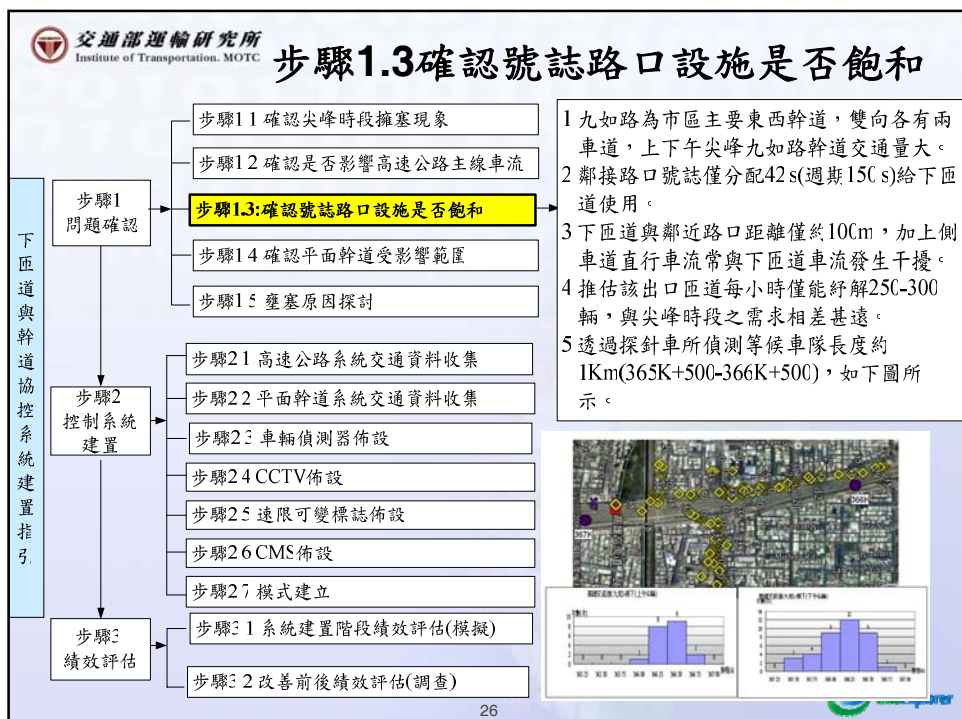 交通部運輸研究所
Institute of Transportation. MOTC
步驟1.3確認號誌路口設施是否飽和
下匝道與幹道協控系統建置指引
步驟1
問題確認
步驟1.1 確認尖峰時段擁塞現象
步驟1.2 確認是否影響高速公路主線車流
步驟1.3:確認號誌路口設施是否飽和
步驟1.4 確認平面幹道受影響範圍
步驟1.5 壅塞原因探討
步驟2
控制系統
建置
步驟2.1 高速公路系統交通資料收集
步驟2.2 平面幹道系統交通資料收集
步驟2.3 車輛偵測器佈設
步驟2.4 CCTV佈設
步驟2.5 速限可變標誌佈設
步驟2.6 CMS佈設
步驟2.7 模式建立
步驟3
績效評估
步驟3.1 系統建置階段績效評估(模擬)
步驟3.2 改善前後績效評估(調查)
1 九如路為市區主要東西幹道，雙向各有兩
車道，上下午尖峰九如路幹道交通量大。
2 鄰接路口號誌僅分配42s(週期150s)給下匝
道使用。
3 下匝道與鄰近路口距離僅約100m，加上側
車道直行車流常與下匝道車流發生干擾。
4 推估該出口匝道每小時僅能紓解250-300
輛，與尖峰時段之需求相差甚遠。
5 透過探針車所偵測等候車隊長度約
1Km(365K+500-366K+500)，如下圖所
示。
366K
367K
26